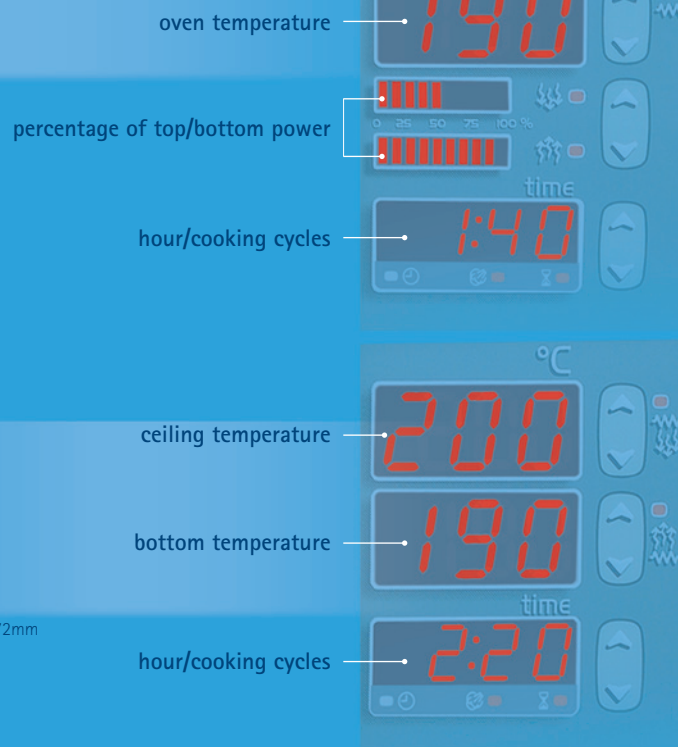 oven temperature
190
percentage of top/bottom power
0 25 50 75 100 %
time
hour/cooking cycles
1:40
°C
ceiling temperature
200
bottom temperature
190
time
2mm
hour/cooking cycles
2:20